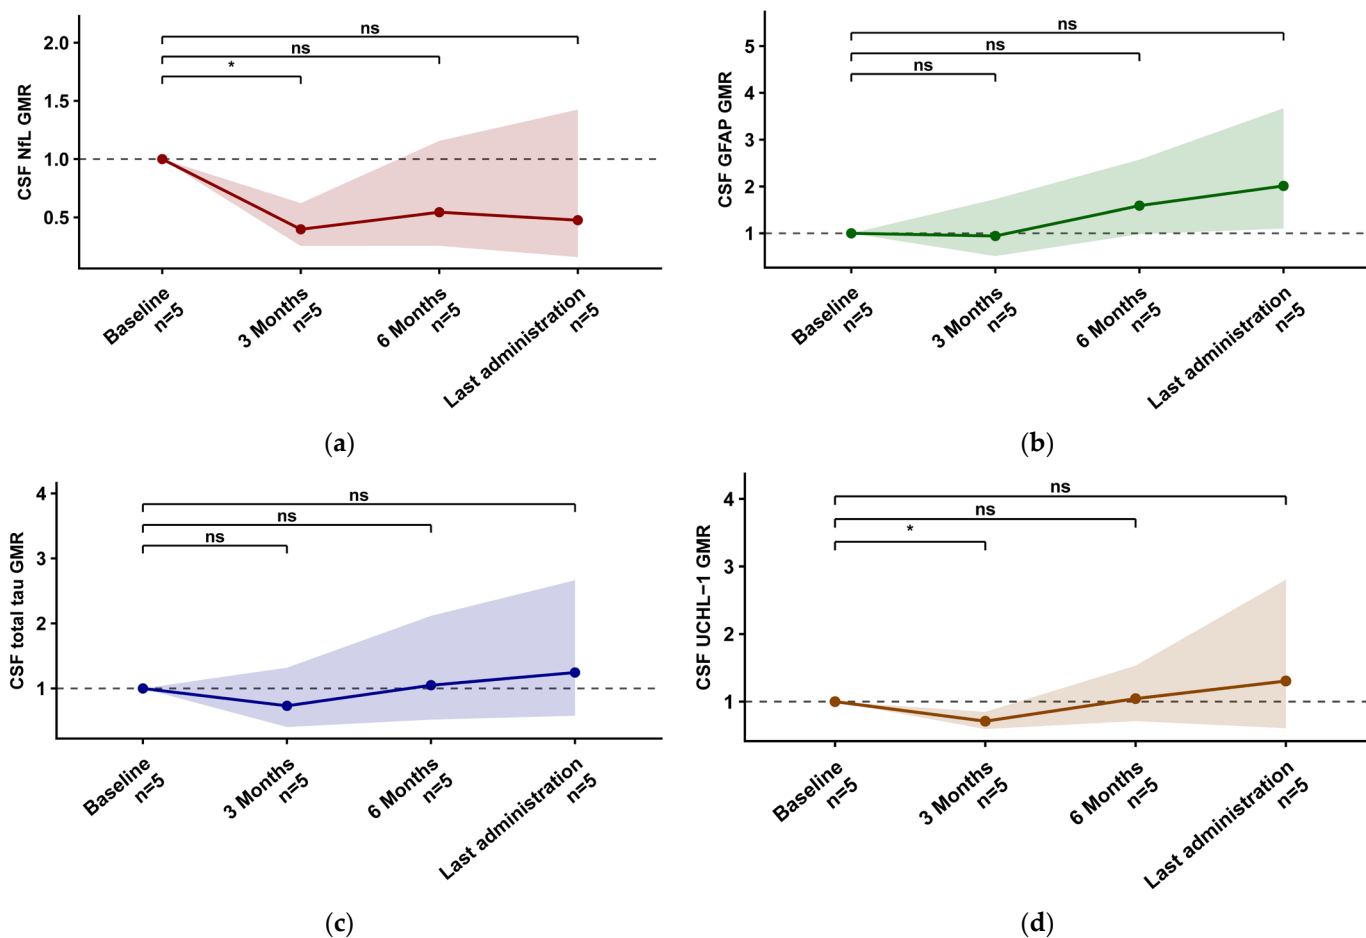 CSF NfL GMR
2.0
1.5
1.0
0.5
ns
ns
*
Baseline
n=5
3 Months
n=5
6 Months
n=5
Last administration
n=5
(a)
CSF GFAP GMR
5
4
3
2
1
ns
ns
ns
Baseline
n=5
3 Months
n=5
6 Months
n=5
Last administration
n=5
(b)
CSF total tau GMR
4
3
2
1
ns
ns
ns
Baseline
n=5
3 Months
n=5
6 Months
n=5
Last administration
n=5
(c)
CSF UCHL−1 GMR
4
3
2
1
ns
ns
*
Baseline
n=5
3 Months
n=5
6 Months
n=5
Last administration
n=5
(d)